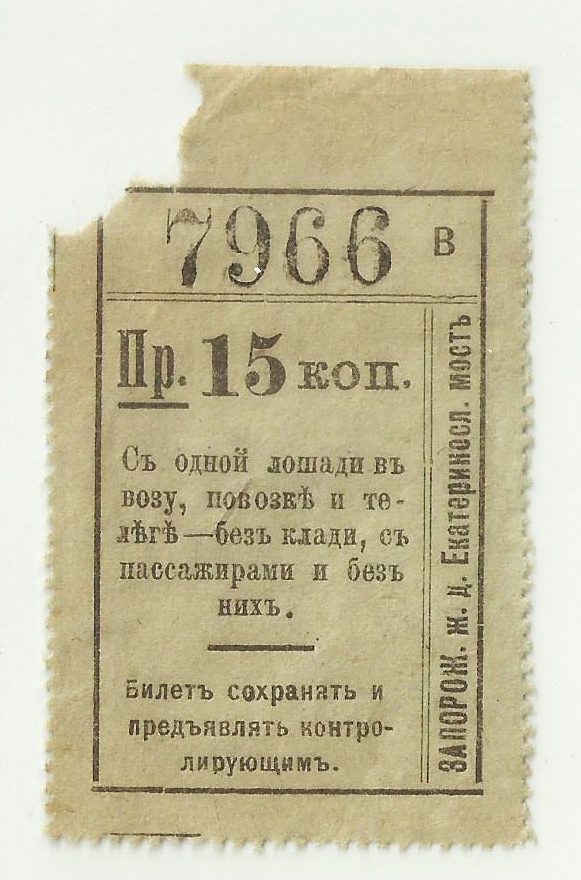 7966 В
Пр. 15 коп.
Съ одной лошади въ
возу, повозкѣ и те-
лѣгѣ—безъ клади, съ
пассажирами и безъ
нихъ.
Билетъ сохранять и
предъявлять контро-
лирующимъ.
ЗАПОРОЖ. ж. д. Екатериносл. мостъ